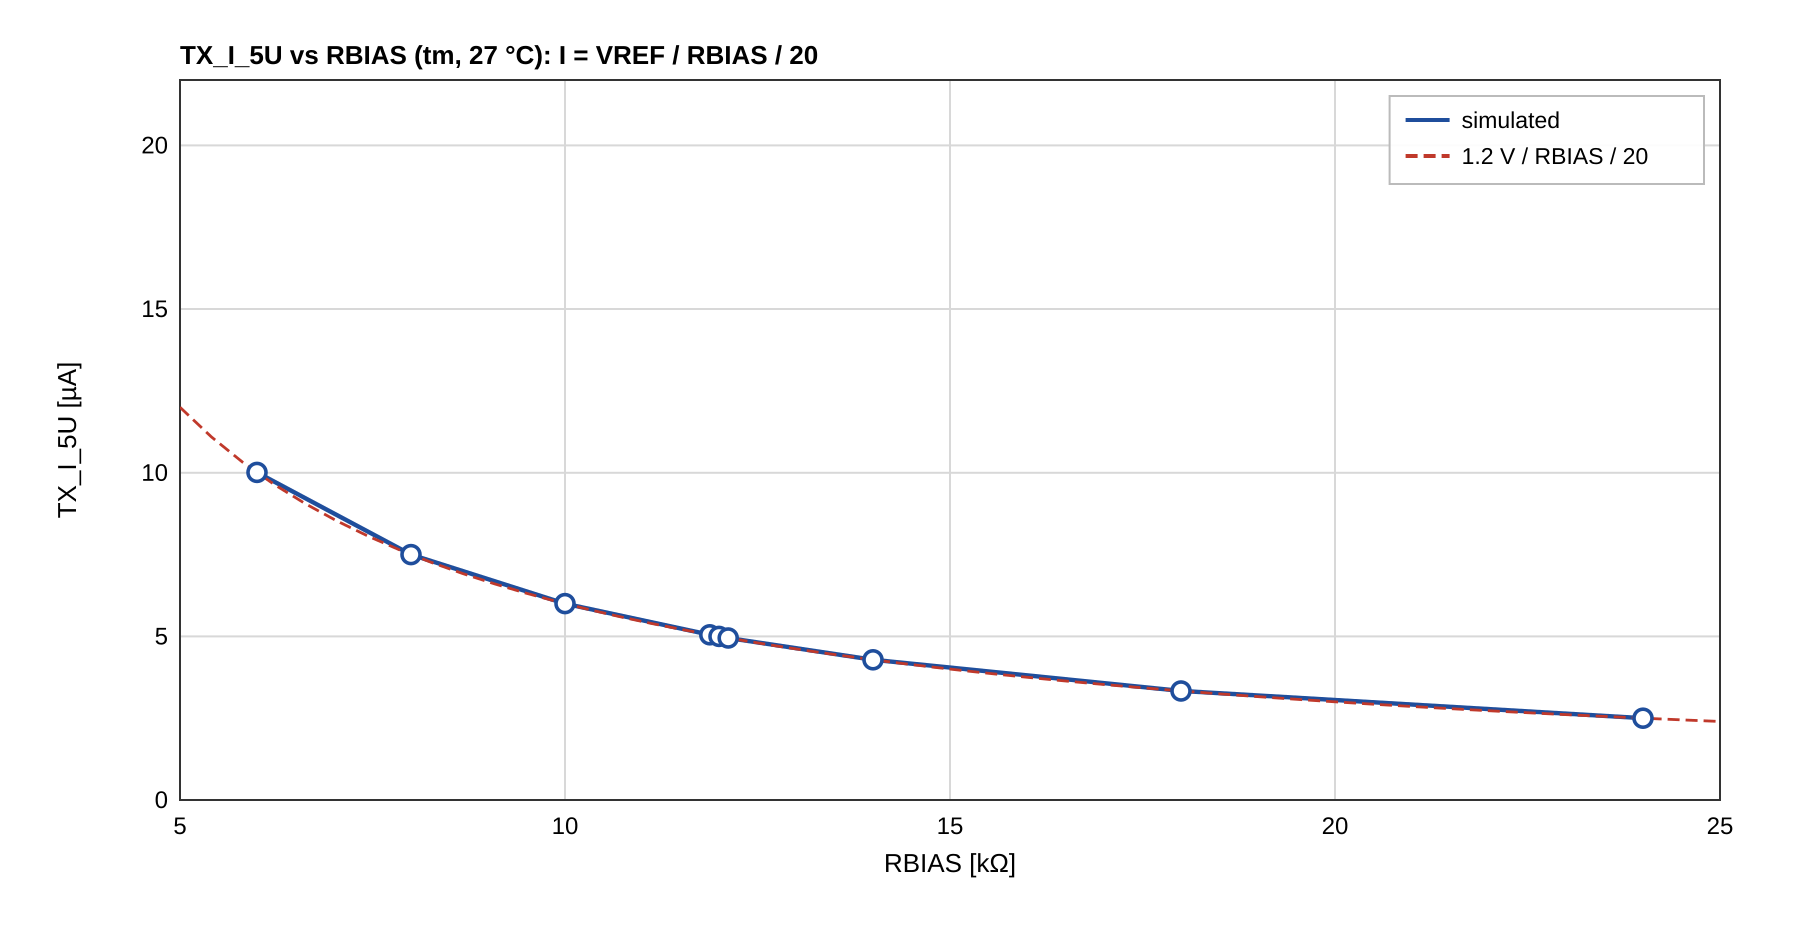 TX_I_5U vs RBIAS (tm, 27 °C): I = VREF / RBIAS / 20
simulated
1.2 V / RBIAS / 20
20
15
10
5
0
TX_I_5U [µA]
5 10 15 20 25
RBIAS [kΩ]